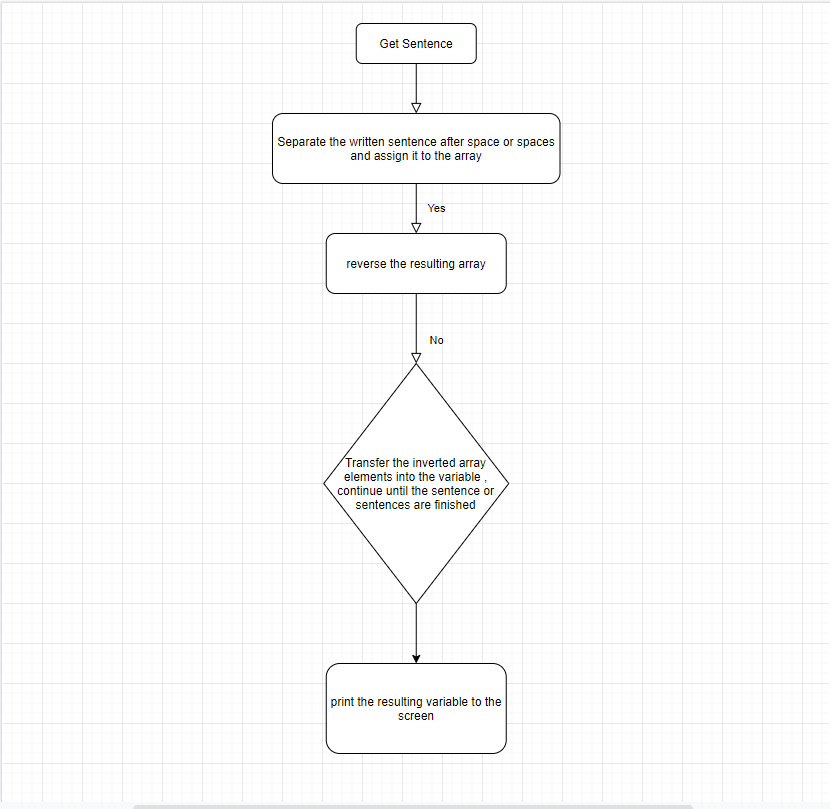 Get Sentence
Separate the written sentence after space or spaces
and assign it to the array
Yes
reverse the resulting array
No
Transfer the inverted array
elements into the variable ,
continue until the sentence or
sentences are finished
print the resulting variable to the
screen